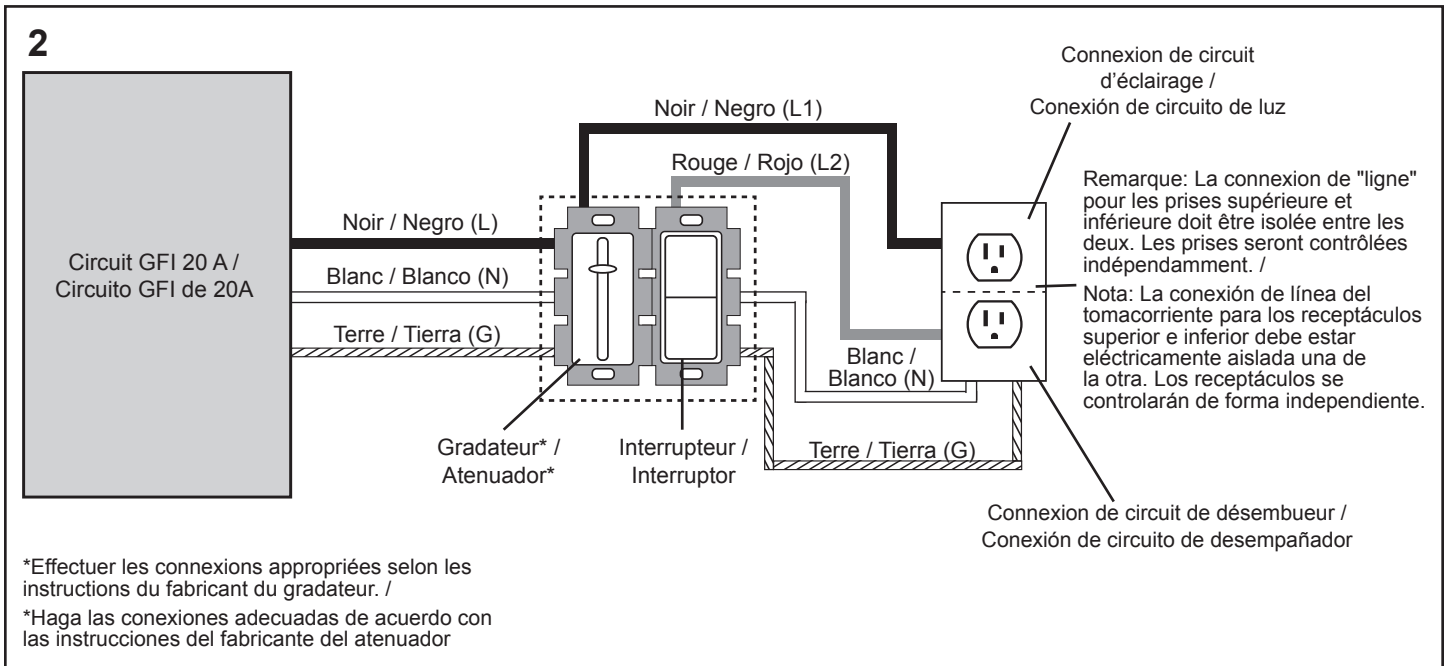 2
Circuit GFI 20 A /
Circuito GFI de 20A
Noir / Negro (L)
Blanc / Blanco (N)
Terre / Tierra (G)
Noir / Negro (L1)
Rouge / Rojo (L2)
Gradateur* /
Atenuador*
Interrupteur /
Interruptor
Blanc /
Blanco (N)
Terre / Tierra (G)
Connexion de circuit
d'éclairage /
Conexión de circuito de luz
Remarque: La connexion de "ligne"
pour les prises supérieure et
inférieure doit être isolée entre les
deux. Les prises seront contrôlées
indépendamment. /
Nota: La conexión de línea del
tomacorriente para los receptáculos
superior e inferior debe estar
eléctricamente aislada una de
la otra. Los receptáculos se
controlarán de forma independiente.
Connexion de circuit de désembueur /
Conexión de circuito de desempañador
*Effectuer les connexions appropriées selon les
instructions du fabricant du gradateur. /
*Haga las conexiones adecuadas de acuerdo con
las instrucciones del fabricante del atenuador